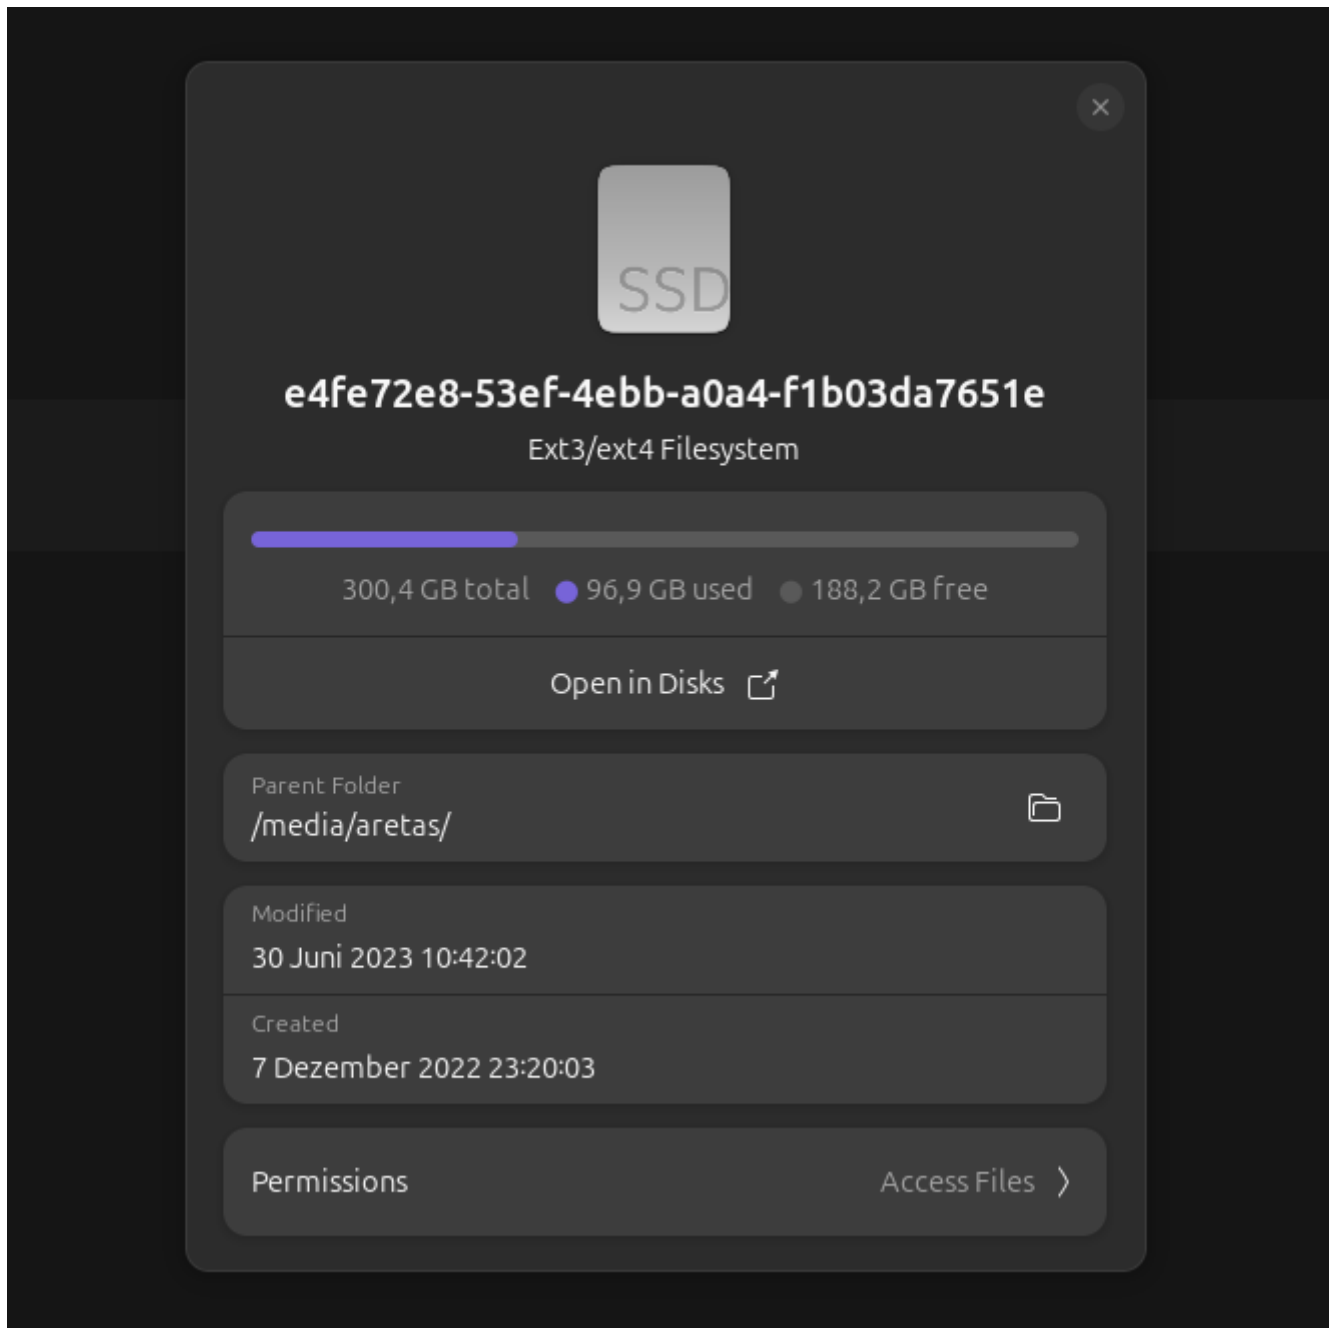 SSD
e4fe72e8-53ef-4ebb-a0a4-f1b03da7651e
Ext3/ext4 Filesystem
300,4 GB total 96,9 GB used 188,2 GB free
Open in Disks
Parent Folder
/media/aretas/
Modified
30 Juni 2023 10:42:02
Created
7 Dezember 2022 23:20:03
Permissions Access Files